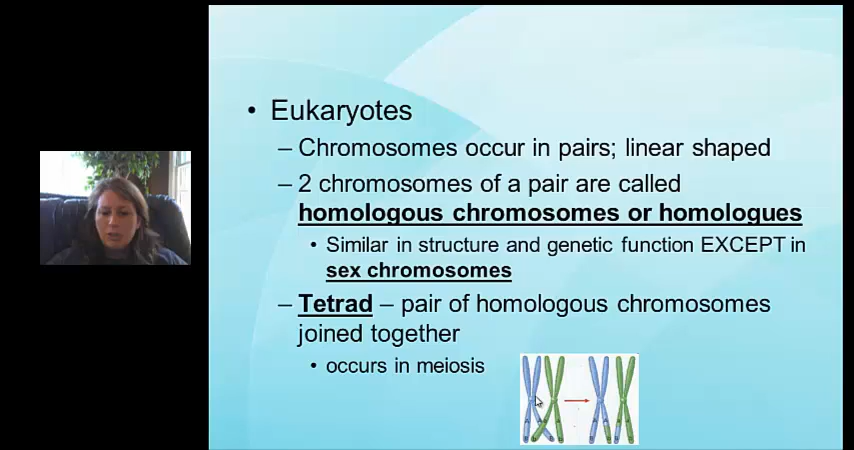 • Eukaryotes
– Chromosomes occur in pairs; linear shaped
– 2 chromosomes of a pair are called
homologous chromosomes or homologues
• Similar in structure and genetic function EXCEPT in
sex chromosomes
– Tetrad – pair of homologous chromosomes
joined together
• occurs in meiosis